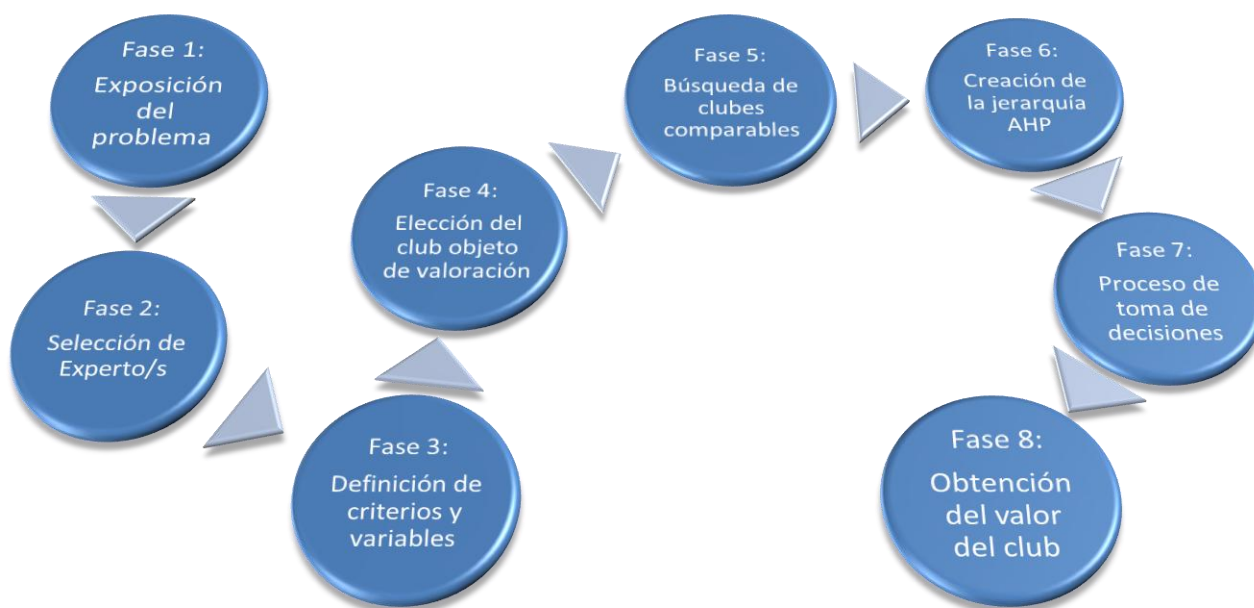 Fase 1:
Exposición
del
problema
Fase 2:
Selección de
Experto/s
Fase 3:
Definición de
criterios y
variables
Fase 4:
Elección del
club objeto
de valoración
Fase 5:
Búsqueda de
clubes
comparables
Fase 6:
Creación de
la jerarquía
AHP
Fase 7:
Proceso de
toma de
decisiones
Fase 8:
Obtención
del valor
del club